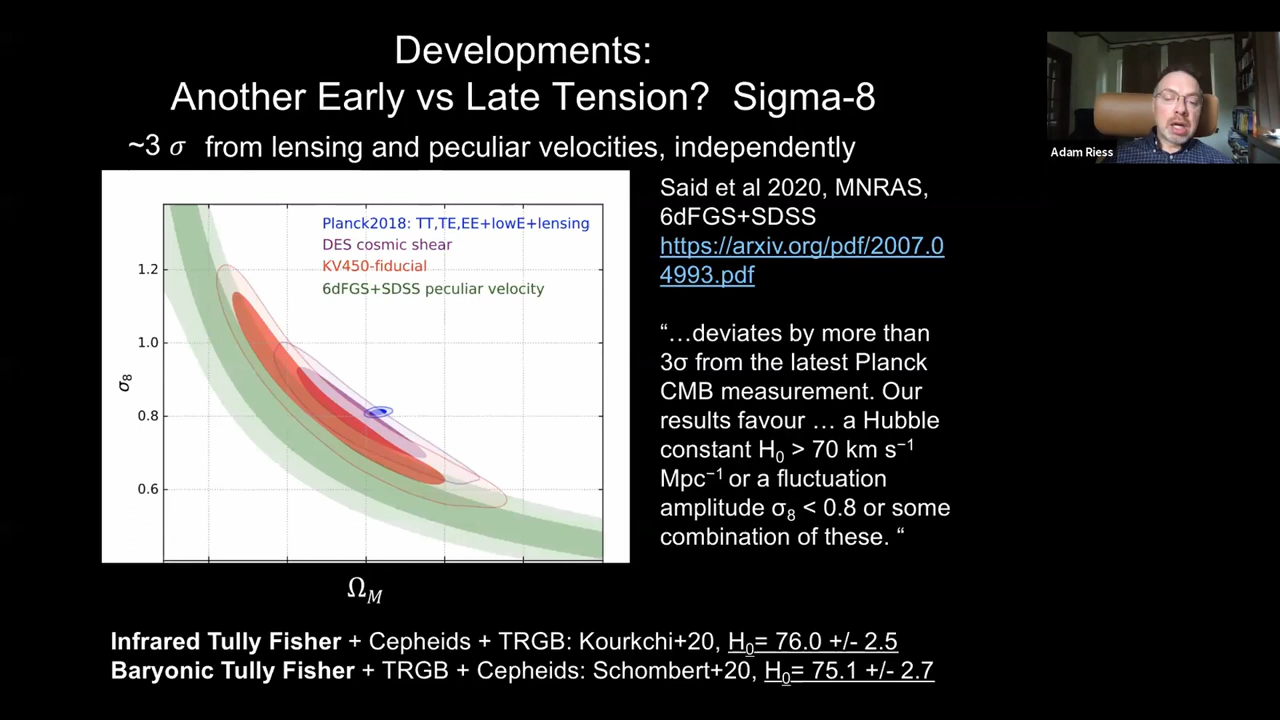 Developments:
Another Early vs Late Tension? Sigma-8
~3 σ from lensing and peculiar velocities, independently
Adam Riess
Planck2018: TT,TE,EE+lowE+lensing
DES cosmic shear
KV450-fiducial
6dFGS+SDSS peculiar velocity
1.2
1.0
0.8
0.6
σ₈
Ω_M
Said et al 2020, MNRAS,
6dFGS+SDSS
https://arxiv.org/pdf/2007.0
4993.pdf
“…deviates by more than
3σ from the latest Planck
CMB measurement. Our
results favour … a Hubble
constant H₀ > 70 km s⁻¹
Mpc⁻¹ or a fluctuation
amplitude σ₈ < 0.8 or some
combination of these. “
Infrared Tully Fisher + Cepheids + TRGB: Kourkchi+20, H₀= 76.0 +/- 2.5
Baryonic Tully Fisher + TRGB + Cepheids: Schombert+20, H₀= 75.1 +/- 2.7